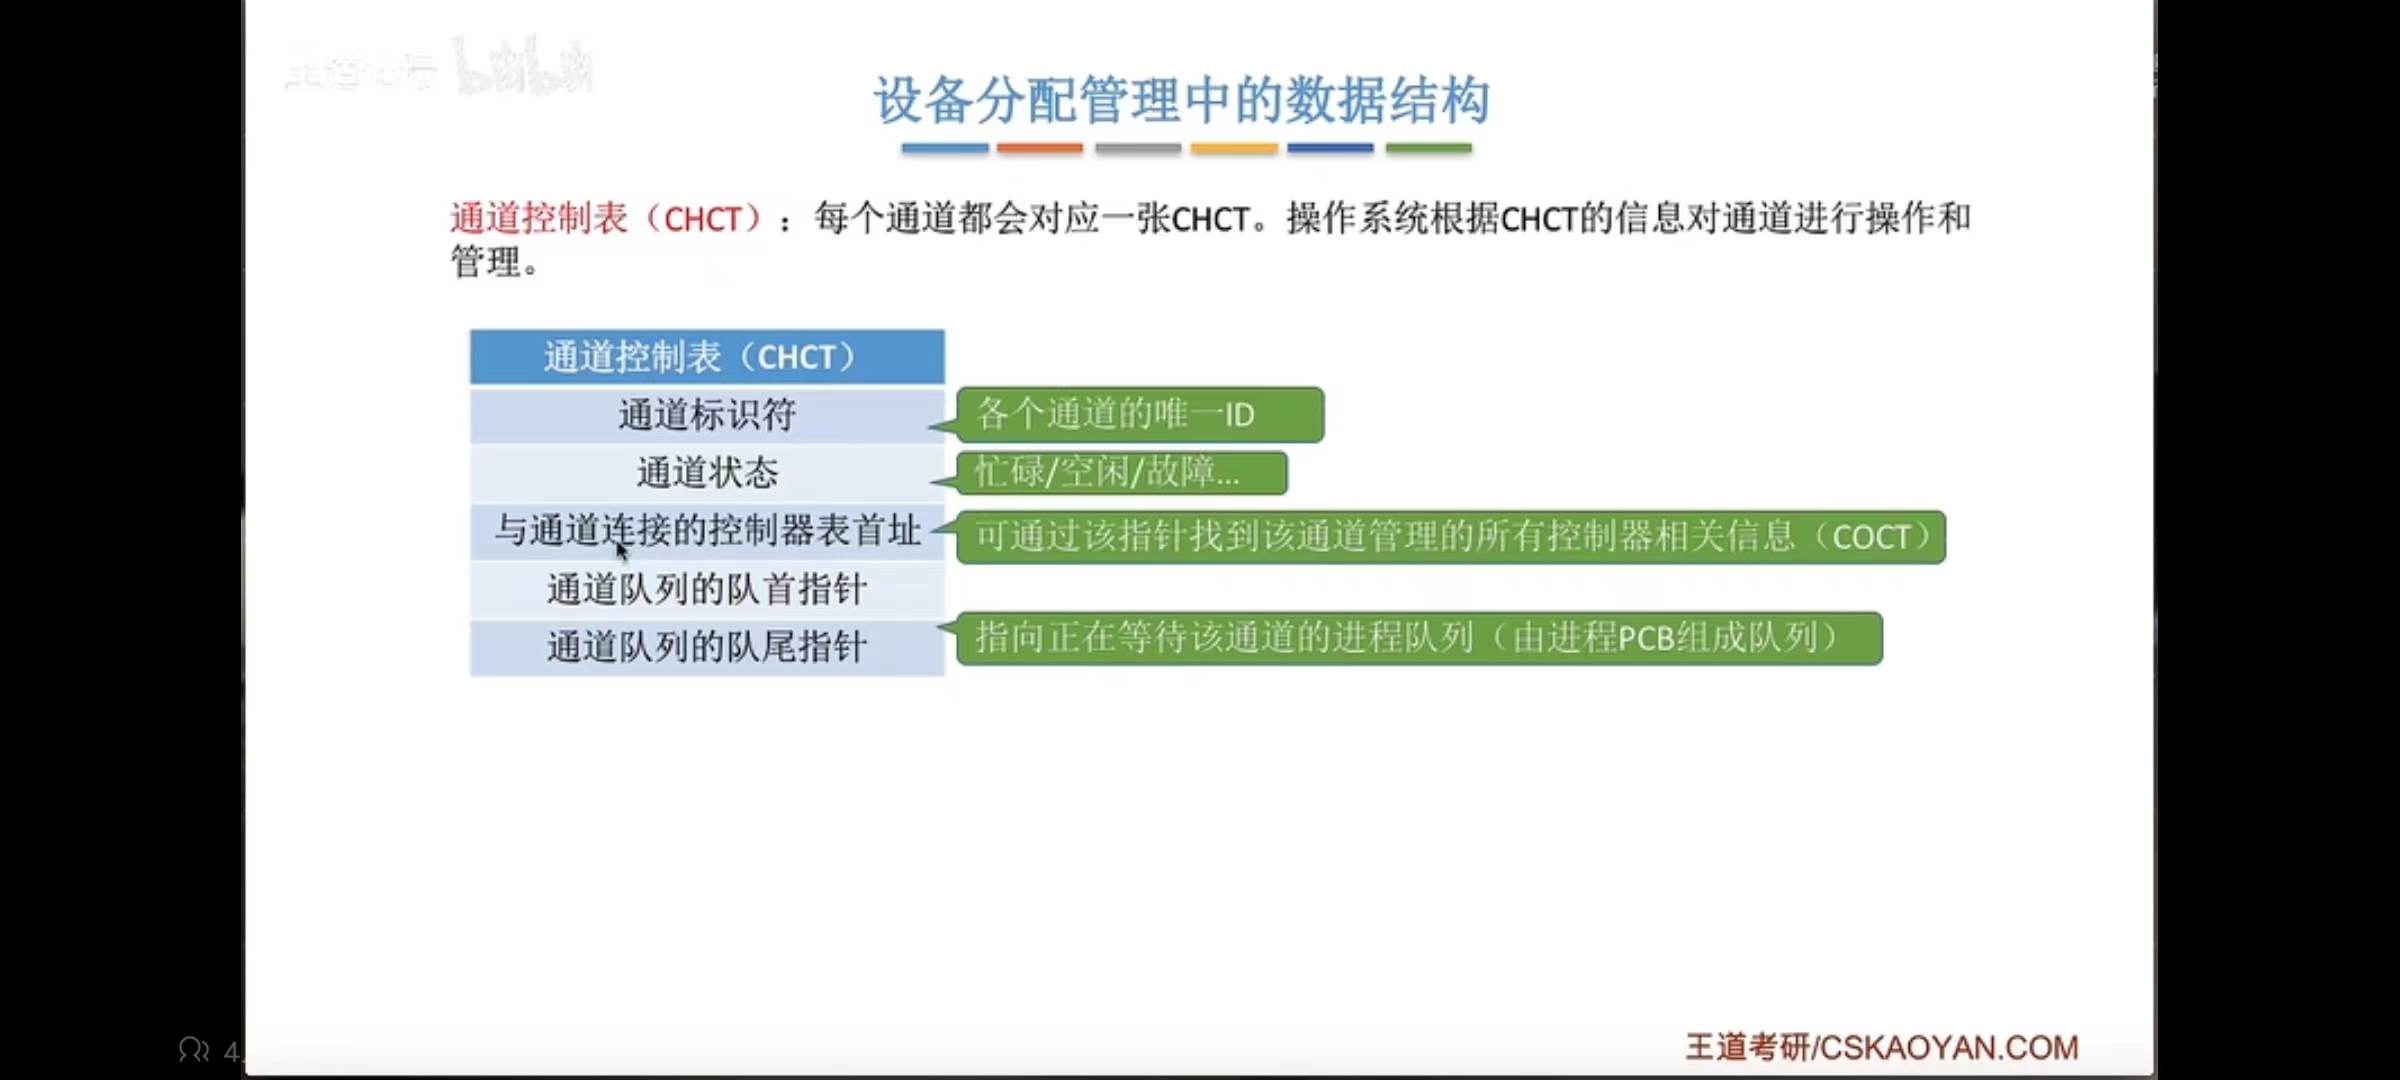 设备分配管理中的数据结构
通道控制表（CHCT）：每个通道都会对应一张CHCT。操作系统根据CHCT的信息对通道进行操作和
管理。
通道控制表（CHCT）
通道标识符
各个通道的唯一ID
通道状态
忙碌/空闲/故障...
与通道连接的控制器表首址
可通过该指针找到该通道管理的所有控制器相关信息（COCT）
通道队列的队首指针
通道队列的队尾指针
指向正在等待该通道的进程队列（由进程PCB组成队列）
王道考研/CSKAOYAN.COM